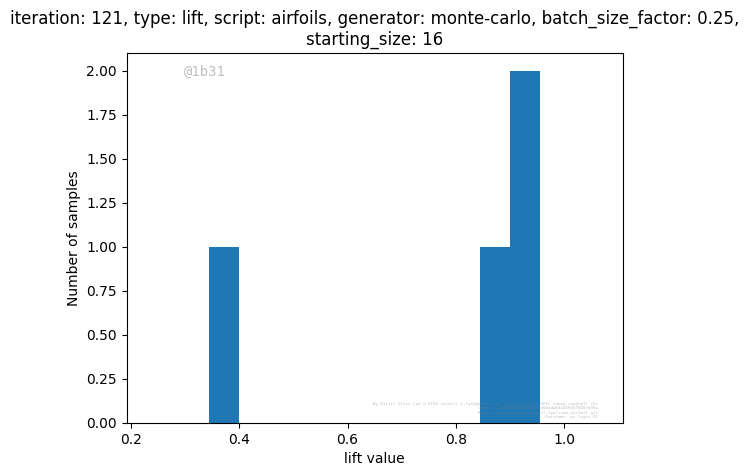 iteration: 121, type: lift, script: airfoils, generator: monte-carlo, batch_size_factor: 0.25,
starting_size: 16
@1b31
2.00
1.75
1.50
1.25
1.00
0.75
0.50
0.25
0.00
Number of samples
0.2 0.4 0.6 0.8 1.0
lift value